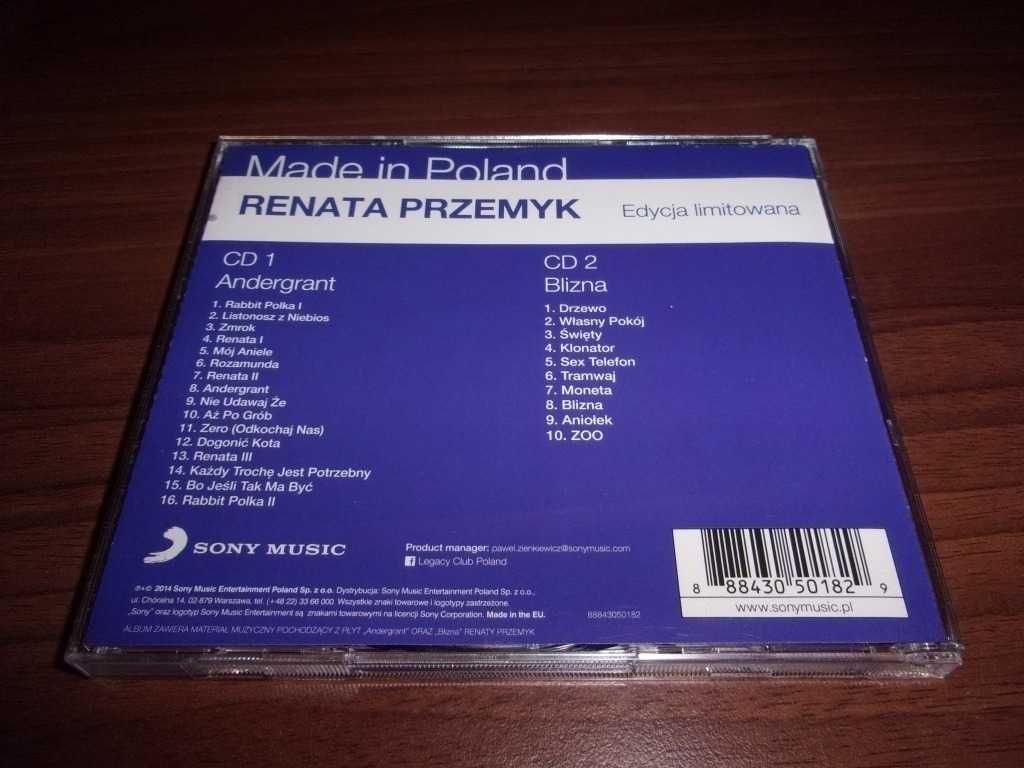 Made in Poland
RENATA PRZEMYK Edycja limitowana
CD 1
Andergrant
1. Rabbit Polka I
2. Listonosz z Niebios
3. Zmrok
4. Renata I
5. Mój Aniele
6. Rozamunda
7. Renata II
8. Andergrant
9. Nie Udawaj Że
10. Aż Po Grób
11. Zero (Odkochaj Nas)
12. Dogonić Kota
13. Renata III
14. Każdy Trochę Jest Potrzebny
15. Bo Jeśli Tak Ma Być
16. Rabbit Polka II
CD 2
Blizna
1. Drzewo
2. Własny Pokój
3. Święty
4. Klonator
5. Sex Telefon
6. Tramwaj
7. Moneta
8. Blizna
9. Aniołek
10. ZOO
SONY MUSIC
Product manager: pawel.zienkiewicz@sonymusic.com
Legacy Club Poland
℗+© 2014 Sony Music Entertainment Poland Sp. z o.o. Dystrybucja: Sony Music Entertainment Poland Sp. z o.o.,
ul. Chóralna 14, 02-879 Warszawa, tel. (+48 22) 33 66 000. Wszystkie znaki towarowe i logotypy zastrzeżone.
„Sony" oraz logotyp Sony Music Entertainment są znakami towarowymi na licencji Sony Corporation. Made in the EU. 88843050182
ALBUM ZAWIERA MATERIAŁ MUZYCZNY POCHODZĄCY Z PŁYT „Andergrant" ORAZ „Blizna" RENATY PRZEMYK
8 88430 50182 9
www.sonymusic.pl